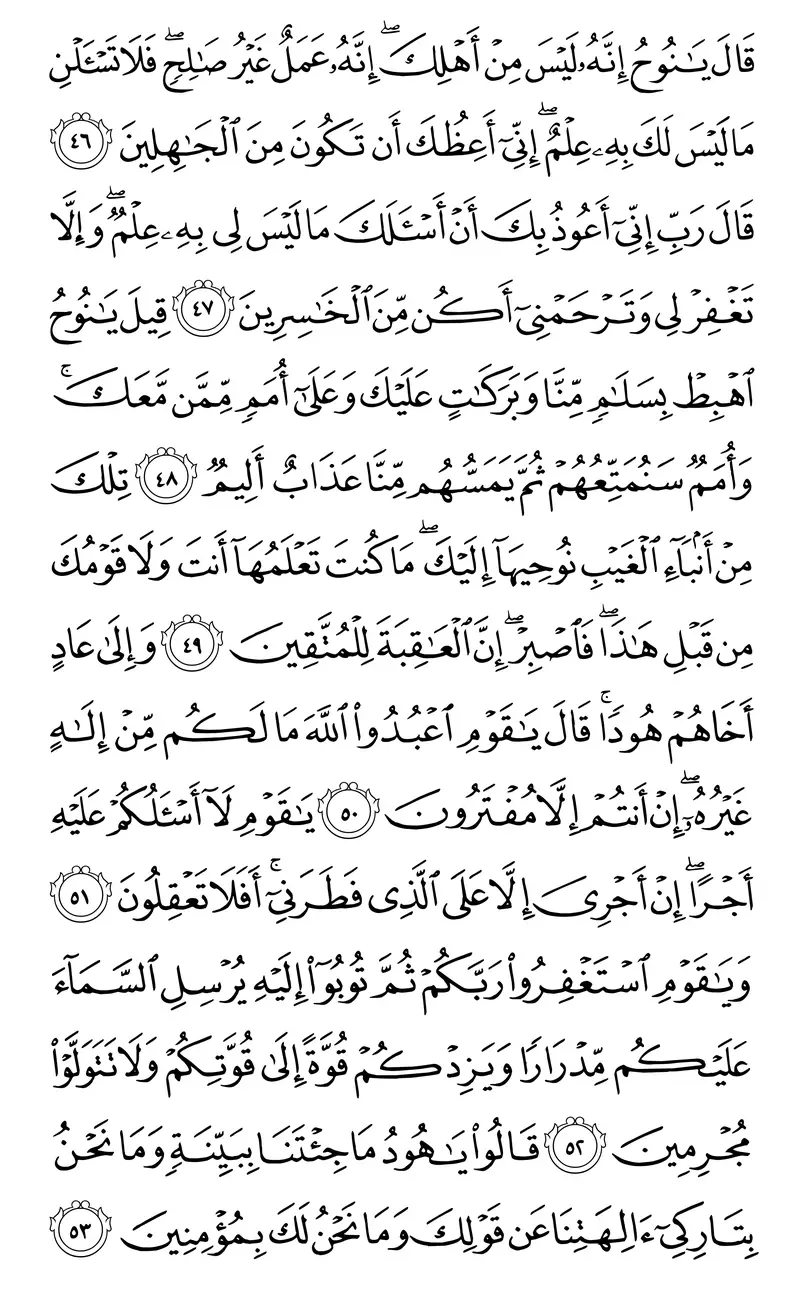 قَالَ يَـٰنُوحُ إِنَّهُۥ لَيْسَ مِنْ أَهْلِكَ ۖ إِنَّهُۥ عَمَلٌ غَيْرُ صَـٰلِحٍۢ ۖ فَلَا تَسْـَٔلْنِ
مَا لَيْسَ لَكَ بِهِۦ عِلْمٌ ۖ إِنِّىٓ أَعِظُكَ أَن تَكُونَ مِنَ ٱلْجَـٰهِلِينَ ٤٦
قَالَ رَبِّ إِنِّىٓ أَعُوذُ بِكَ أَنْ أَسْـَٔلَكَ مَا لَيْسَ لِى بِهِۦ عِلْمٌۭ ۖ وَإِلَّا
تَغْفِرْ لِى وَتَرْحَمْنِىٓ أَكُن مِّنَ ٱلْخَـٰسِرِينَ ٤٧ قِيلَ يَـٰنُوحُ
ٱهْبِطْ بِسَلَـٰمٍۢ مِّنَّا وَبَرَكَـٰتٍ عَلَيْكَ وَعَلَىٰٓ أُمَمٍۢ مِّمَّن مَّعَكَ ۚ
وَأُمَمٌۭ سَنُمَتِّعُهُمْ ثُمَّ يَمَسُّهُم مِّنَّا عَذَابٌ أَلِيمٌۭ ٤٨ تِلْكَ
مِنْ أَنۢبَآءِ ٱلْغَيْبِ نُوحِيهَآ إِلَيْكَ ۖ مَا كُنتَ تَعْلَمُهَآ أَنتَ وَلَا قَوْمُكَ
مِن قَبْلِ هَـٰذَا ۖ فَٱصْبِرْ ۖ إِنَّ ٱلْعَـٰقِبَةَ لِلْمُتَّقِينَ ٤٩ وَإِلَىٰ عَادٍ
أَخَاهُمْ هُودًۭا ۚ قَالَ يَـٰقَوْمِ ٱعْبُدُوا۟ ٱللَّهَ مَا لَكُم مِّنْ إِلَـٰهٍ
غَيْرُهُۥٓ ۖ إِنْ أَنتُمْ إِلَّا مُفْتَرُونَ ٥٠ يَـٰقَوْمِ لَآ أَسْـَٔلُكُمْ عَلَيْهِ
أَجْرًا ۖ إِنْ أَجْرِىَ إِلَّا عَلَى ٱلَّذِى فَطَرَنِىٓ ۚ أَفَلَا تَعْقِلُونَ ٥١
وَيَـٰقَوْمِ ٱسْتَغْفِرُوا۟ رَبَّكُمْ ثُمَّ تُوبُوٓا۟ إِلَيْهِ يُرْسِلِ ٱلسَّمَآءَ
عَلَيْكُم مِّدْرَارًۭا وَيَزِدْكُمْ قُوَّةً إِلَىٰ قُوَّتِكُمْ وَلَا تَتَوَلَّوْا۟
مُجْرِمِينَ ٥٢ قَالُوا۟ يَـٰهُودُ مَا جِئْتَنَا بِبَيِّنَةٍۢ وَمَا نَحْنُ
بِتَارِكِىٓ ءَالِهَتِنَا عَن قَوْلِكَ وَمَا نَحْنُ لَكَ بِمُؤْمِنِينَ ٥٣